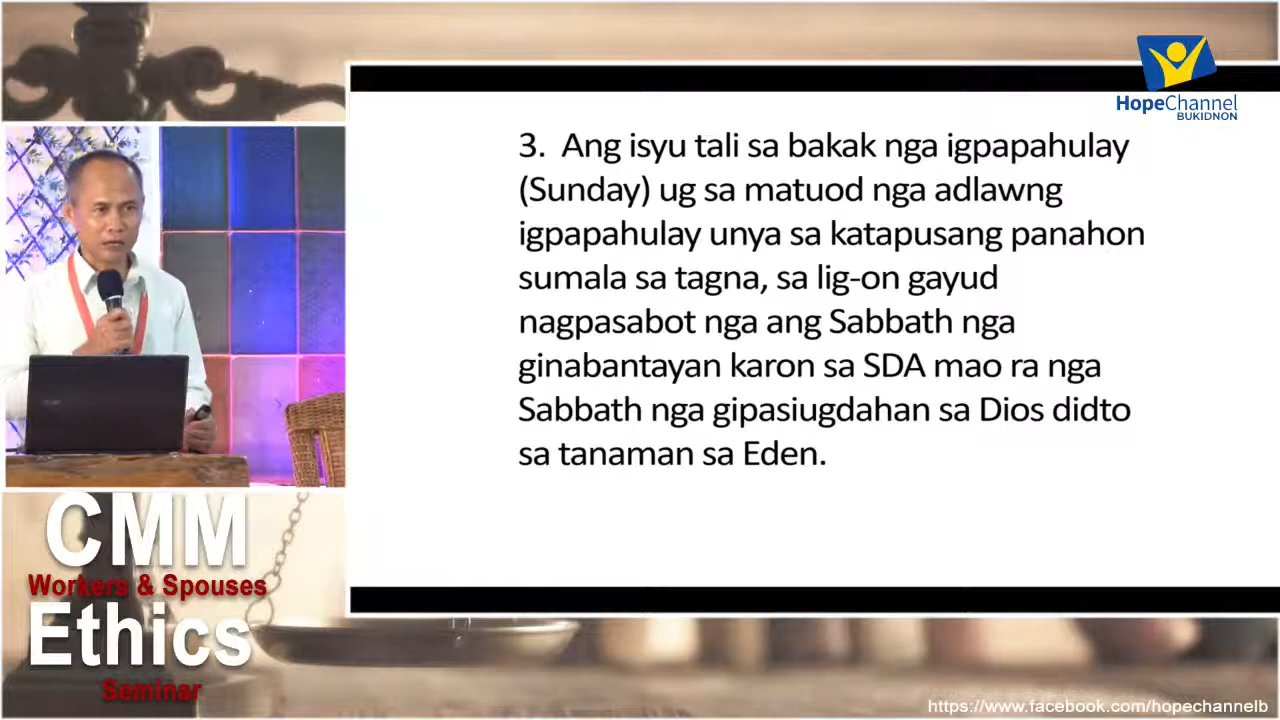 HopeChannel
BUKIDNON
3. Ang isyu tali sa bakak nga igpapahulay
(Sunday) ug sa matuod nga adlawng
igpapahulay unya sa katapusang panahon
sumala sa tagna, sa lig-on gayud
nagpasabot nga ang Sabbath nga
ginabantayan karon sa SDA mao ra nga
Sabbath nga gipasiugdahan sa Dios didto
sa tanaman sa Eden.
CMM
Workers & Spouses
Ethics
Seminar
https://www.facebook.com/hopechannelb